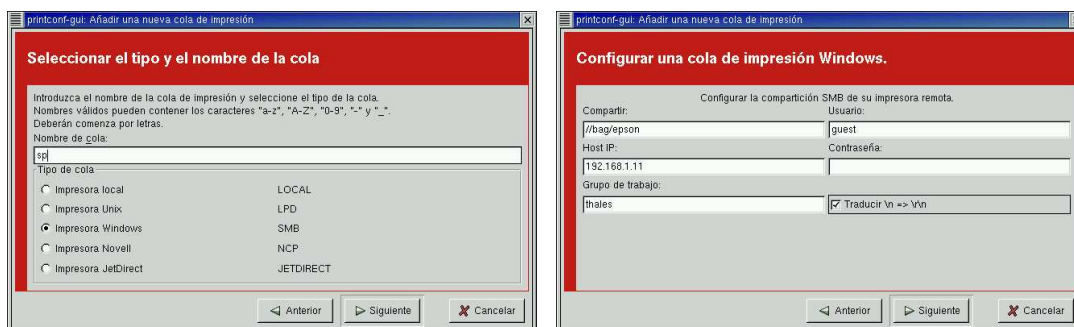 printconf-gui: Añadir una nueva cola de impresión
Seleccionar el tipo y el nombre de la cola
Introduzca el nombre de la cola de impresión y seleccione el tipo de la cola.
Nombres válidos pueden contener los caracteres "a-z", "A-Z", "0-9", "-" y "_".
Deberán comenza por letras.
Nombre de cola:
sp
Tipo de cola
Impresora local LOCAL
Impresora Unix LPD
Impresora Windows SMB
Impresora Novell NCP
Impresora JetDirect JETDIRECT
Anterior Siguiente Cancelar
printconf-gui: Añadir una nueva cola de impresión
Configurar una cola de impresión Windows.
Configurar la compartición SMB de su impresora remota.
Compartir: Usuario:
//bag/epson guest
Host IP: Contraseña:
192.168.1.11
Grupo de trabajo:
thales Traducir \n => \r\n
Anterior Siguiente Cancelar